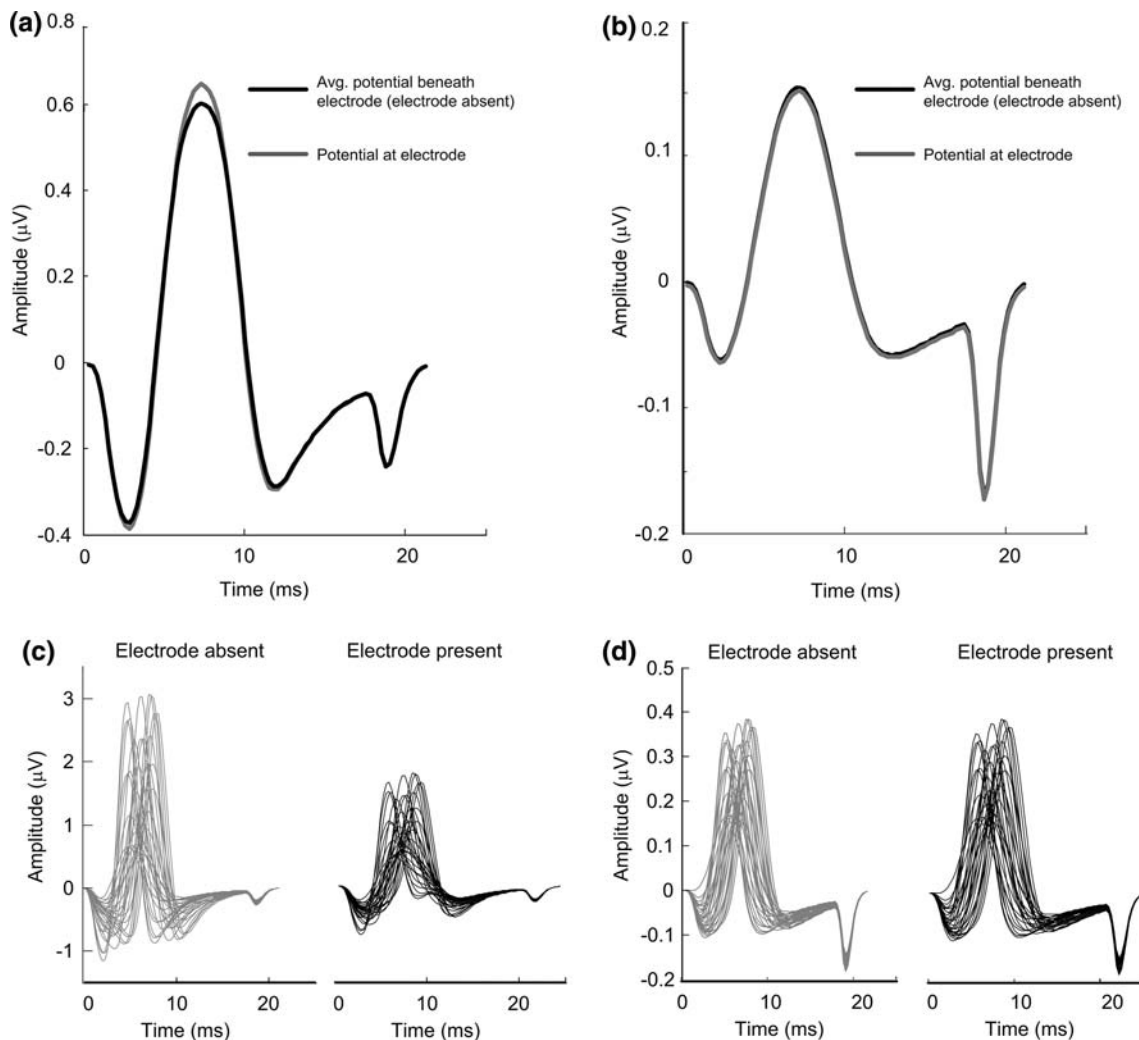 (a)
0.8
0.6
0.4
0.2
0
-0.2
-0.4
Amplitude (µV)
Avg. potential beneath
electrode (electrode absent)
Potential at electrode
0
10
20
Time (ms)
(b)
0.2
0.1
0
-0.1
-0.2
Amplitude (µV)
Avg. potential beneath
electrode (electrode absent)
Potential at electrode
0
10
20
Time (ms)
(c)
Electrode absent
Electrode present
3
2
1
0
-1
Amplitude (µV)
0
10
20
Time (ms)
0
10
20
Time (ms)
(d)
Electrode absent
Electrode present
0.5
0.4
0.3
0.2
0.1
0
-0.1
-0.2
Amplitude (µV)
0
10
20
Time (ms)
0
10
20
Time (ms)